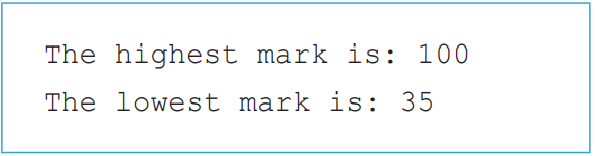 The highest mark is: 100
The lowest mark is: 35